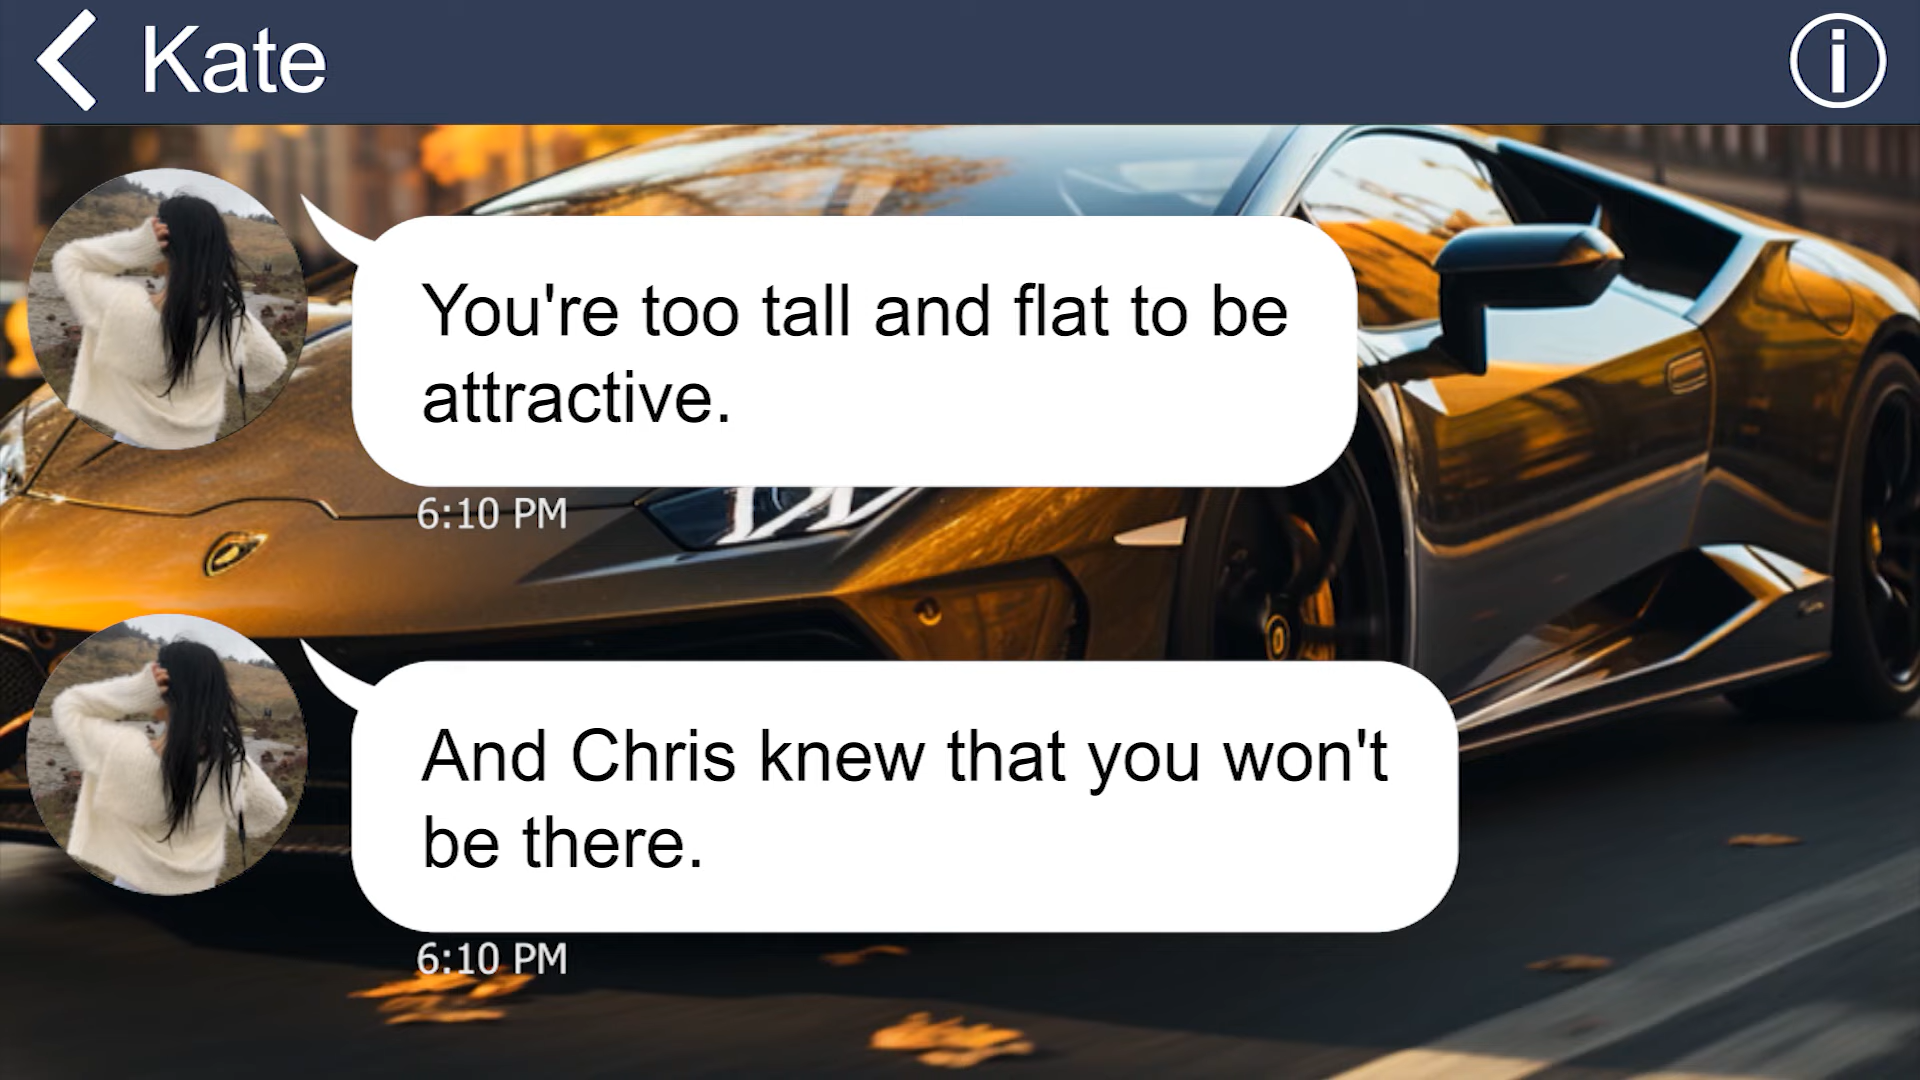 Kate
You're too tall and flat to be
attractive.
6:10 PM
And Chris knew that you won't
be there.
6:10 PM